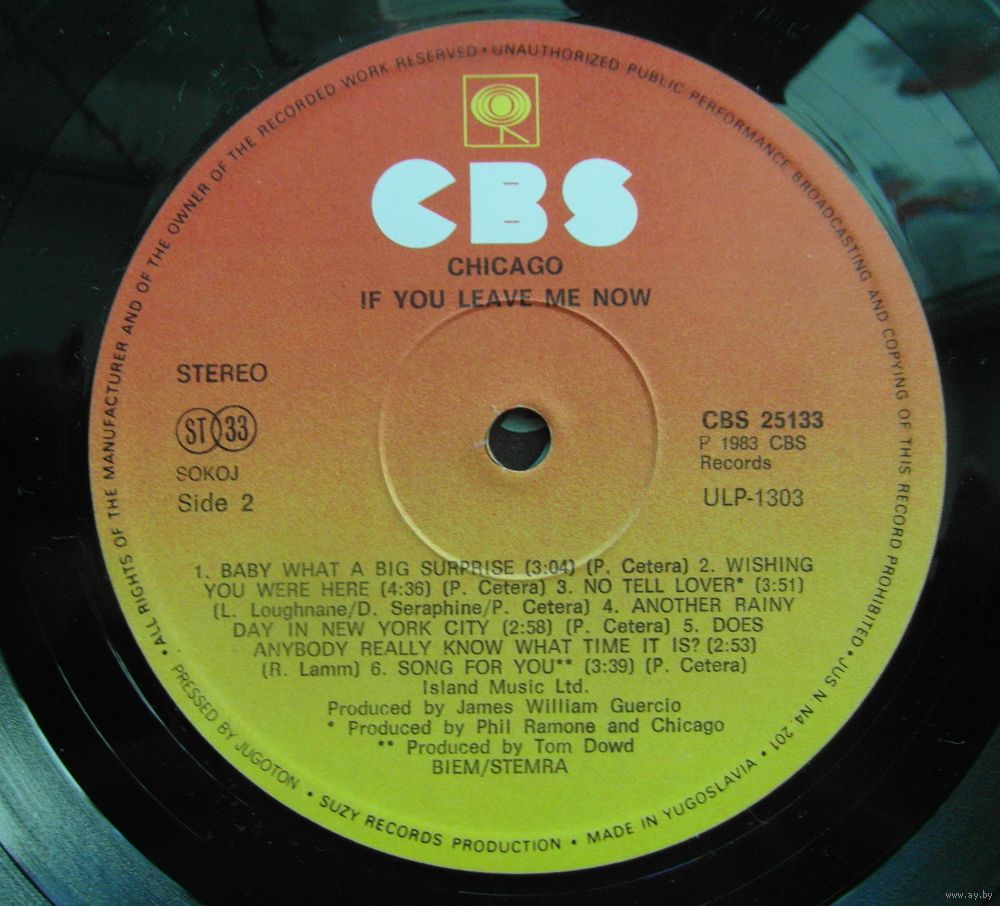 ALL RIGHTS OF THE MANUFACTURER AND OF THE OWNER OF THE RECORDED WORK RESERVED • UNAUTHORIZED PUBLIC PERFORMANCE BROADCASTING AND COPYING OF THIS RECORD PROHIBITED • JUS N N4 201 •
CBS
CHICAGO
IF YOU LEAVE ME NOW
STEREO
ST 33
SOKOJ
Side 2
CBS 25133
P 1983 CBS
Records
ULP-1303
1. BABY WHAT A BIG SURPRISE (3:04) (P. Cetera) 2. WISHING
YOU WERE HERE (4:36) (P. Cetera) 3. NO TELL LOVER* (3:51)
(L. Loughnane/D. Seraphine/P. Cetera) 4. ANOTHER RAINY
DAY IN NEW YORK CITY (2:58) (P. Cetera) 5. DOES
ANYBODY REALLY KNOW WHAT TIME IT IS? (2:53)
(R. Lamm) 6. SONG FOR YOU** (3:39) (P. Cetera)
Island Music Ltd.
Produced by James William Guercio
* Produced by Phil Ramone and Chicago
** Produced by Tom Dowd
BIEM/STEMRA
• PRESSED BY JUGOTON • SUZY RECORDS PRODUCTION • MADE IN YUGOSLAVIA
www.ay.by